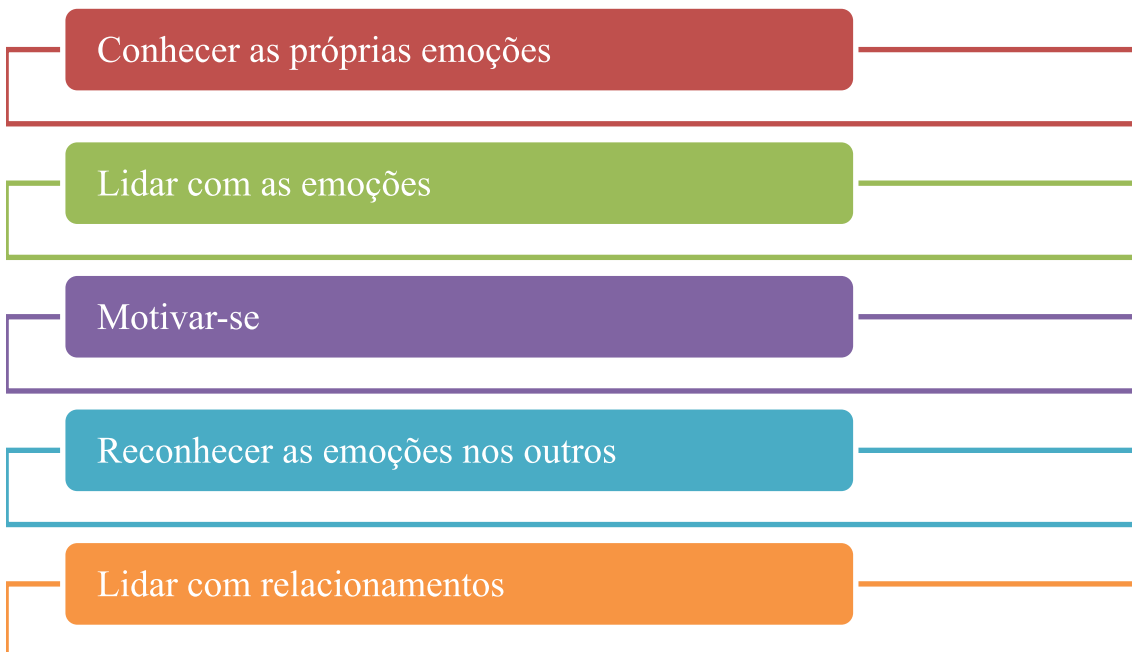 Conhecer as próprias emoções
Lidar com as emoções
Motivar-se
Reconhecer as emoções nos outros
Lidar com relacionamentos